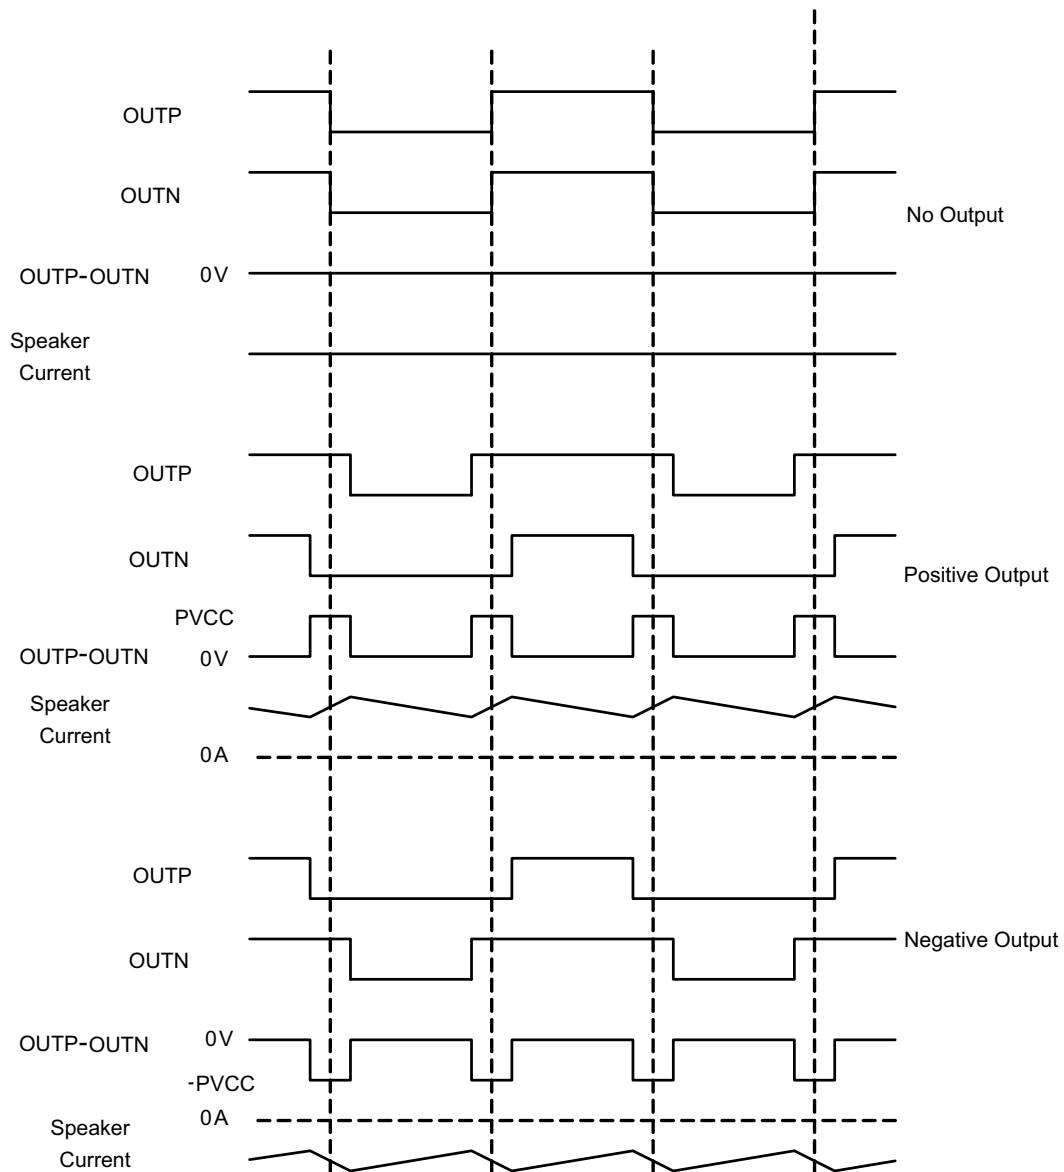 OUTP
OUTN
No Output
OUTP-OUTN 0V
Speaker
Current
OUTP
OUTN
Positive Output
PVCC
OUTP-OUTN 0V
Speaker
Current
0A
OUTP
Negative Output
OUTN
OUTP-OUTN 0V
-PVCC
0A
Speaker
Current